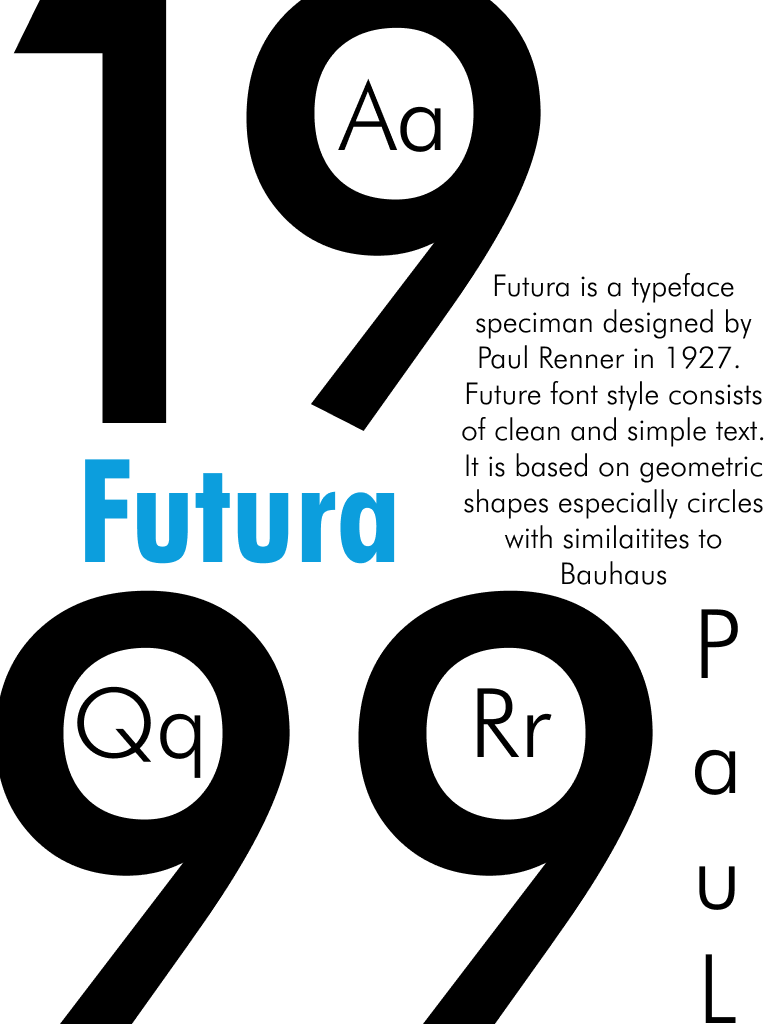 19
Aa
Futura is a typeface
speciman designed by
Paul Renner in 1927.
Future font style consists
of clean and simple text.
It is based on geometric
shapes especially circles
with similaitites to
Bauhaus
Futura
99
Qq
Rr
P
a
u
L